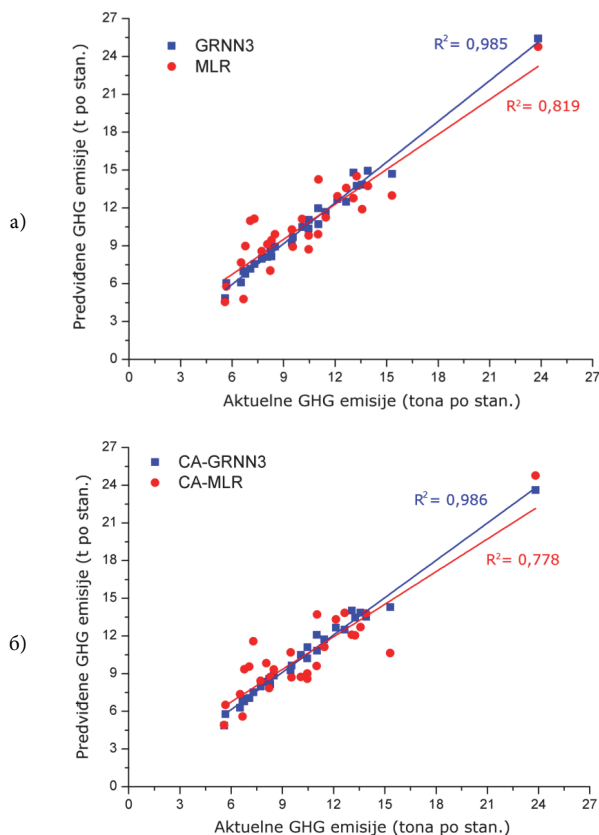 а)
GRNN3
MLR
R²= 0,985
R²= 0,819
Predviđene GHG emisije (t po stan.)
27
24
21
18
15
12
9
6
3
0
0 3 6 9 12 15 18 21 24 27
Aktuelne GHG emisije (tona po stan.)
б)
CA-GRNN3
CA-MLR
R²= 0,986
R²= 0,778
Predviđene GHG emisije (t po stan.)
27
24
21
18
15
12
9
6
3
0
0 3 6 9 12 15 18 21 24 27
Aktuelne GHG emisije (tona po stan.)